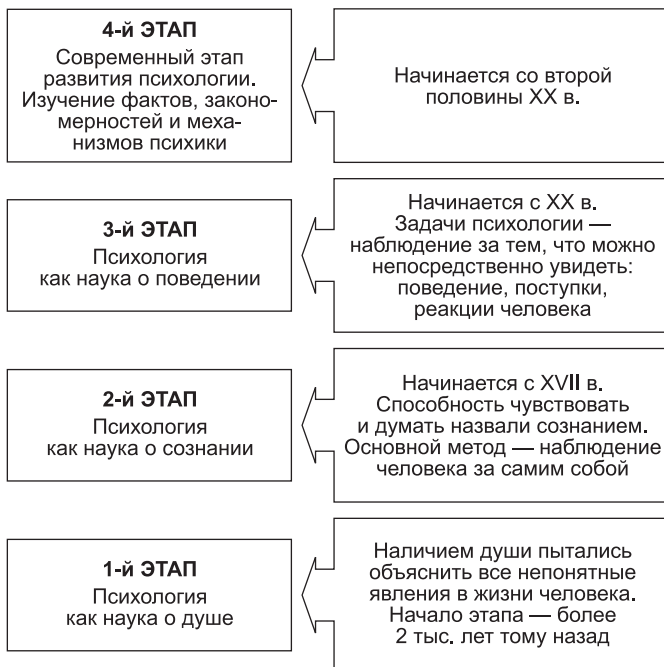 4-й ЭТАП
Современный этап
развития психологии.
Изучение фактов, законо-
мерностей и меха-
низмов психики
Начинается со второй
половины XX в.
3-й ЭТАП
Психология
как наука о поведении
Начинается с XX в.
Задачи психологии —
наблюдение за тем, что можно
непосредственно увидеть:
поведение, поступки,
реакции человека
2-й ЭТАП
Психология
как наука о сознании
Начинается с XVII в.
Способность чувствовать
и думать назвали сознанием.
Основной метод — наблюдение
человека за самим собой
1-й ЭТАП
Психология
как наука о душе
Наличием души пытались
объяснить все непонятные
явления в жизни человека.
Начало этапа — более
2 тыс. лет тому назад